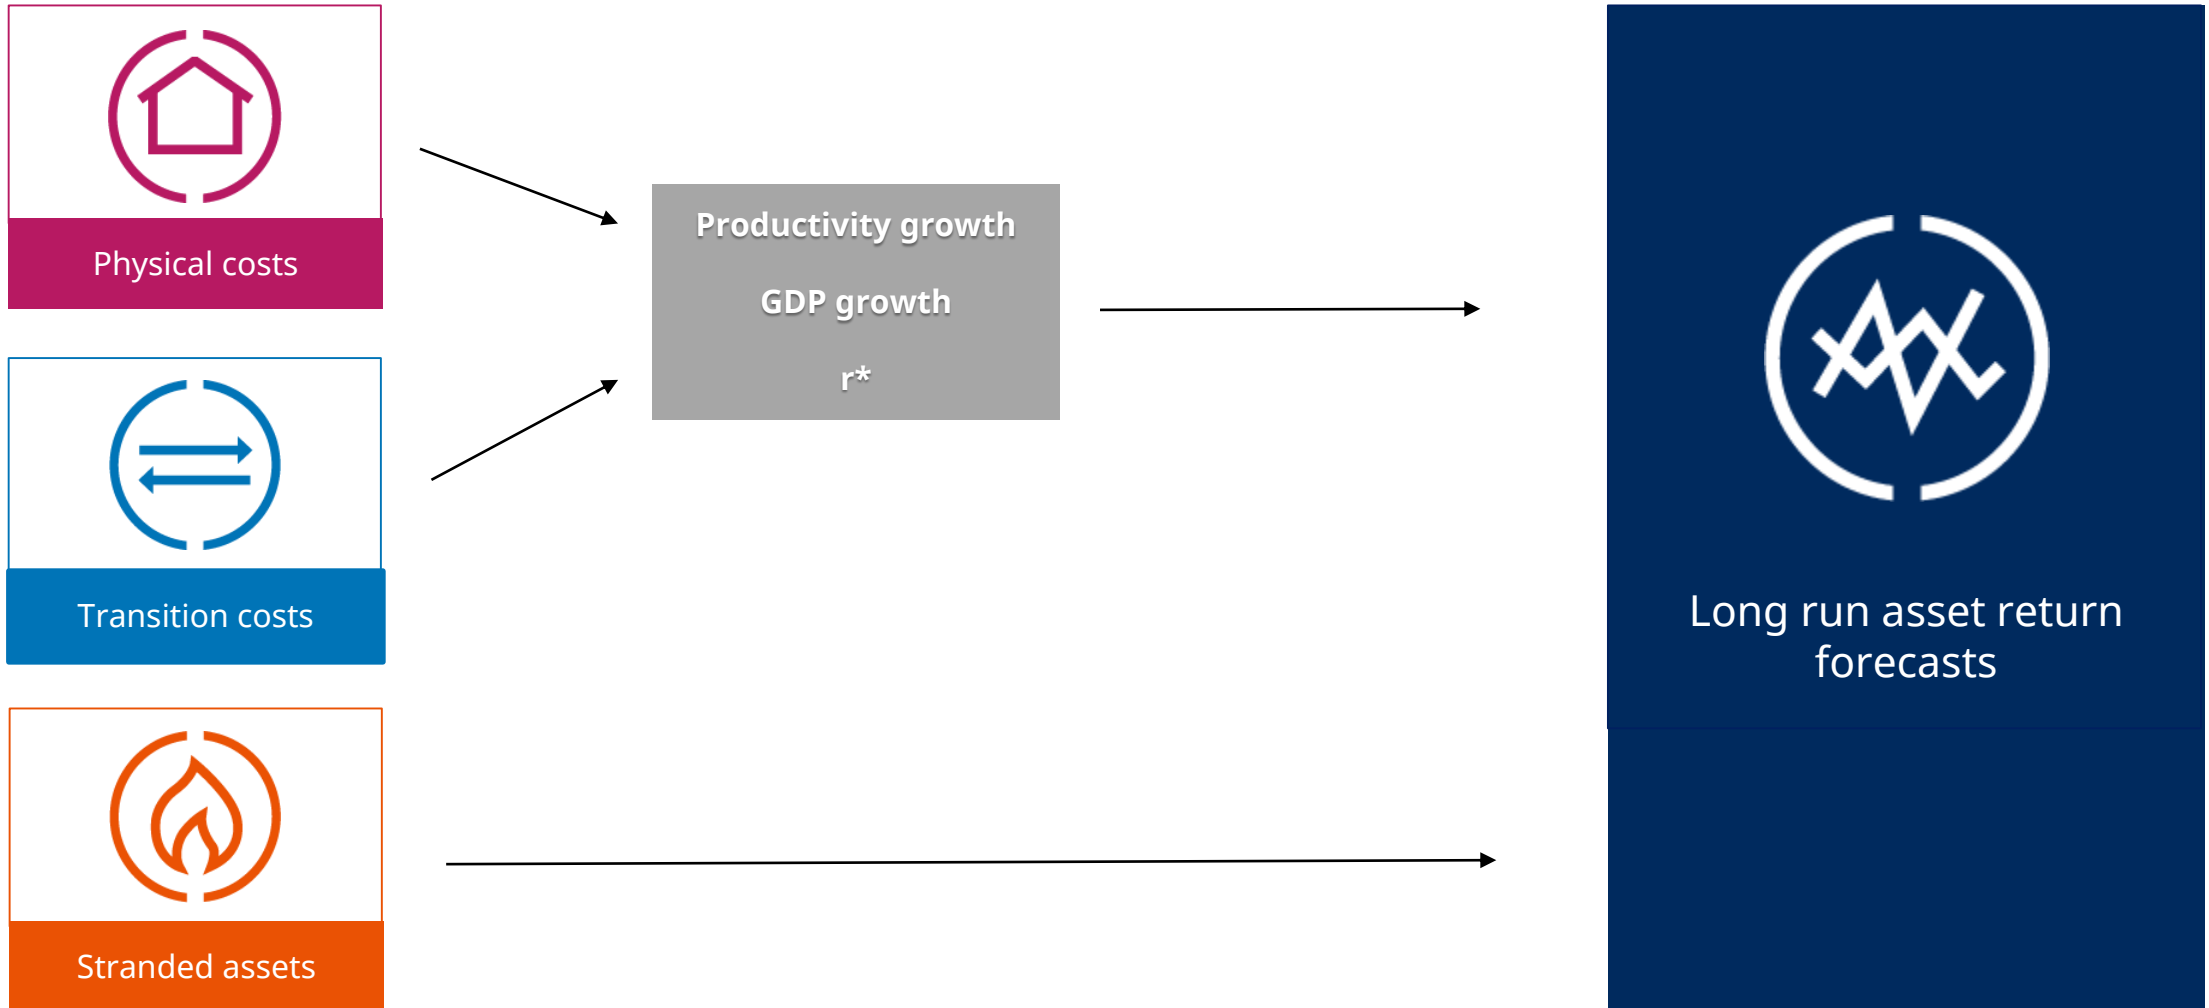 Physical costs
Productivity growth
GDP growth
r*
Transition costs
Long run asset return
forecasts
Stranded assets